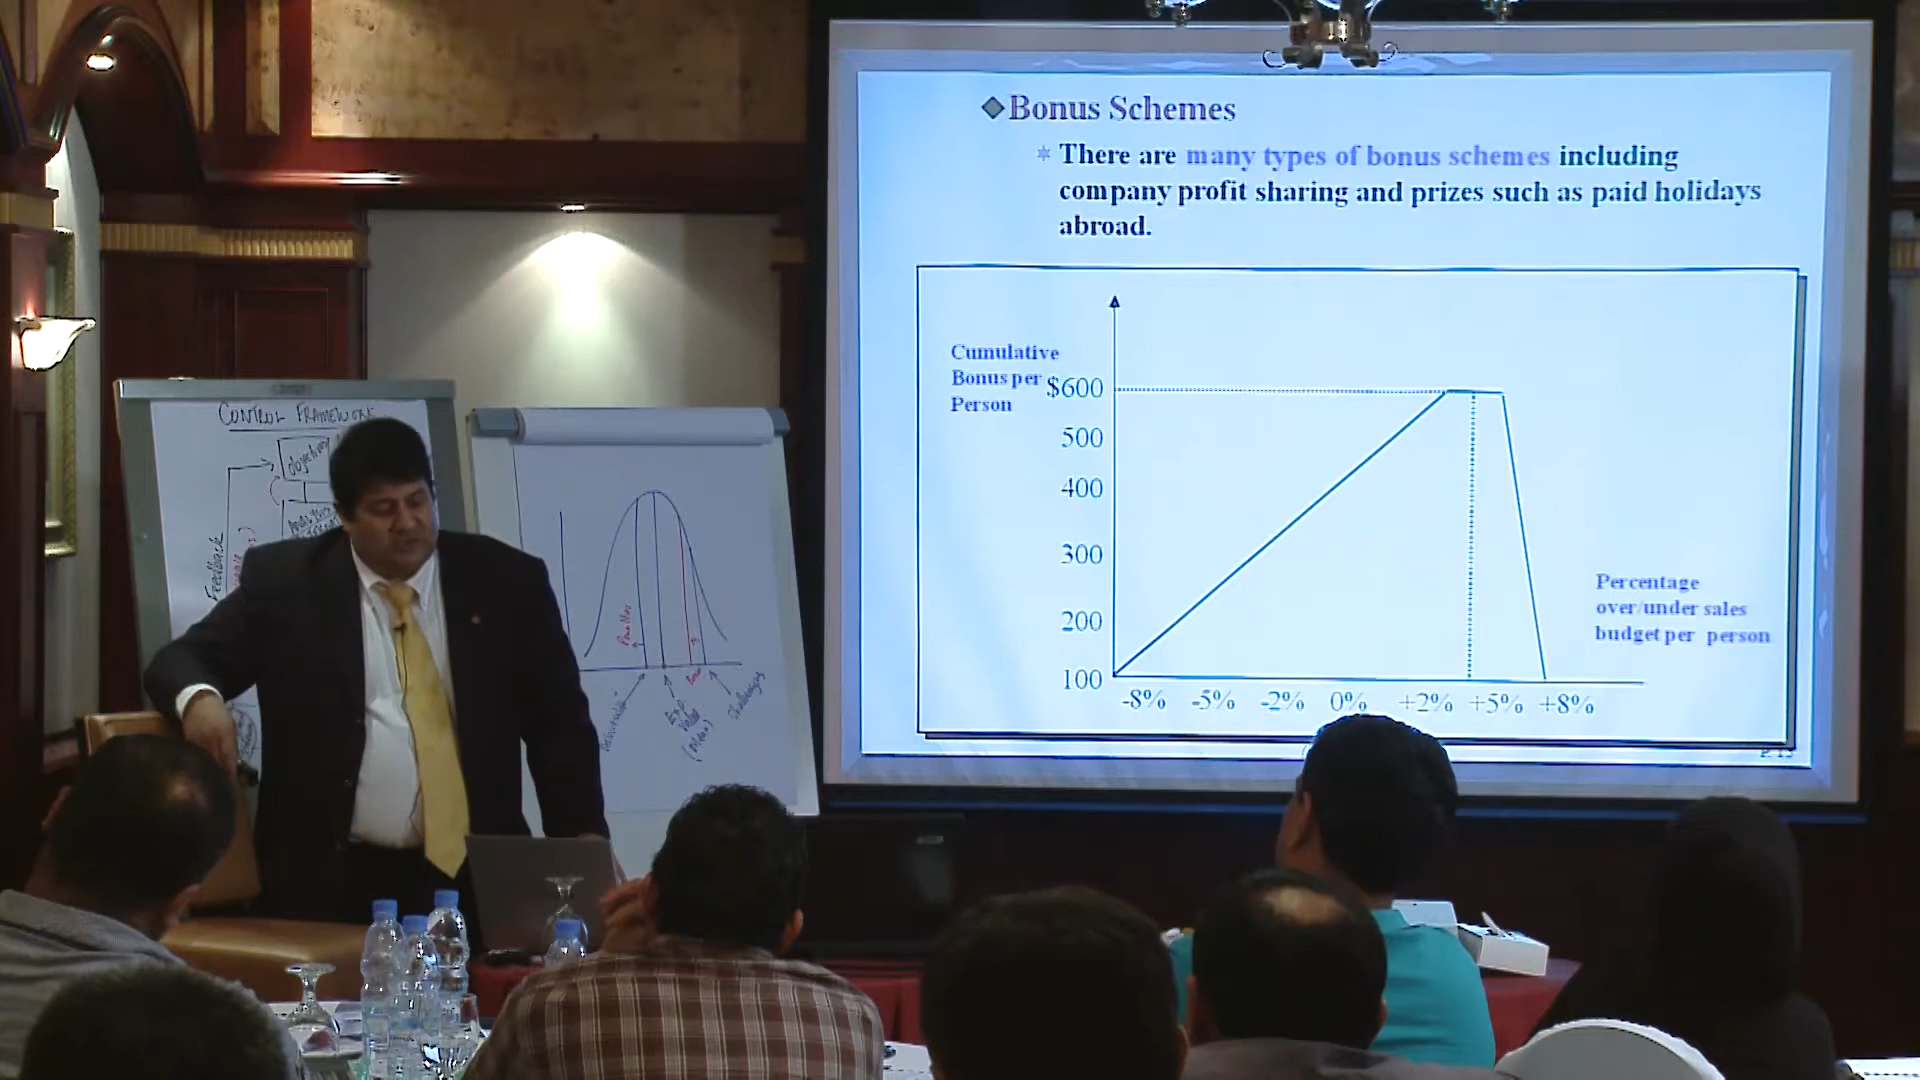 Bonus Schemes
There are many types of bonus schemes including
company profit sharing and prizes such as paid holidays
abroad.
Cumulative
Bonus per
Person
$600
500
400
300
200
100
-8% -5% -2% 0% +2% +5% +8%
Percentage
over/under sales
budget per person
CONTROL FRAMEWORK
Feedback
(Mean)